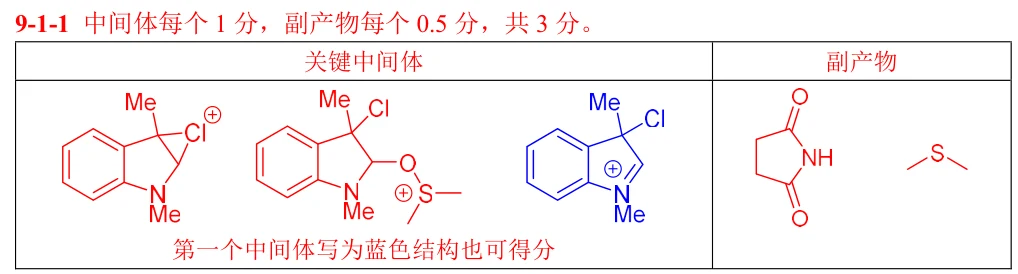 9-1-1 中间体每个 1 分，副产物每个 0.5 分，共 3 分。
关键中间体 副产物
Me Cl ⊕ N Me
Me Cl O S ⊕ N Me
Me Cl ⊕ N Me
O NH O
S
第一个中间体写为蓝色结构也可得分